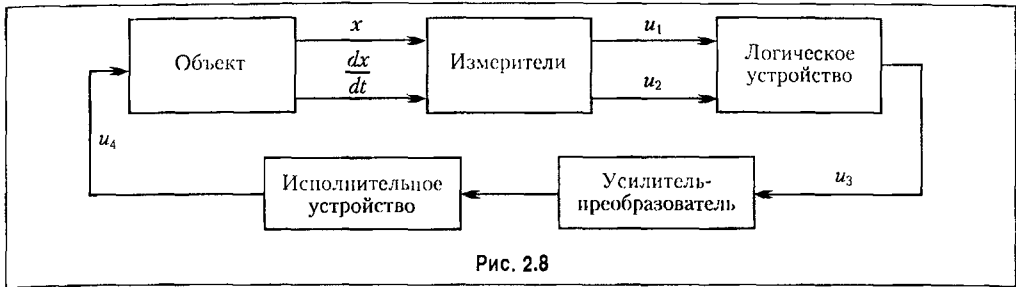 x
u₁
Объект
dx
dt
Измерители
u₂
Логическое
устройство
u₄
Исполнительное
устройство
Усилитель-
преобразователь
u₃
Рис. 2.8